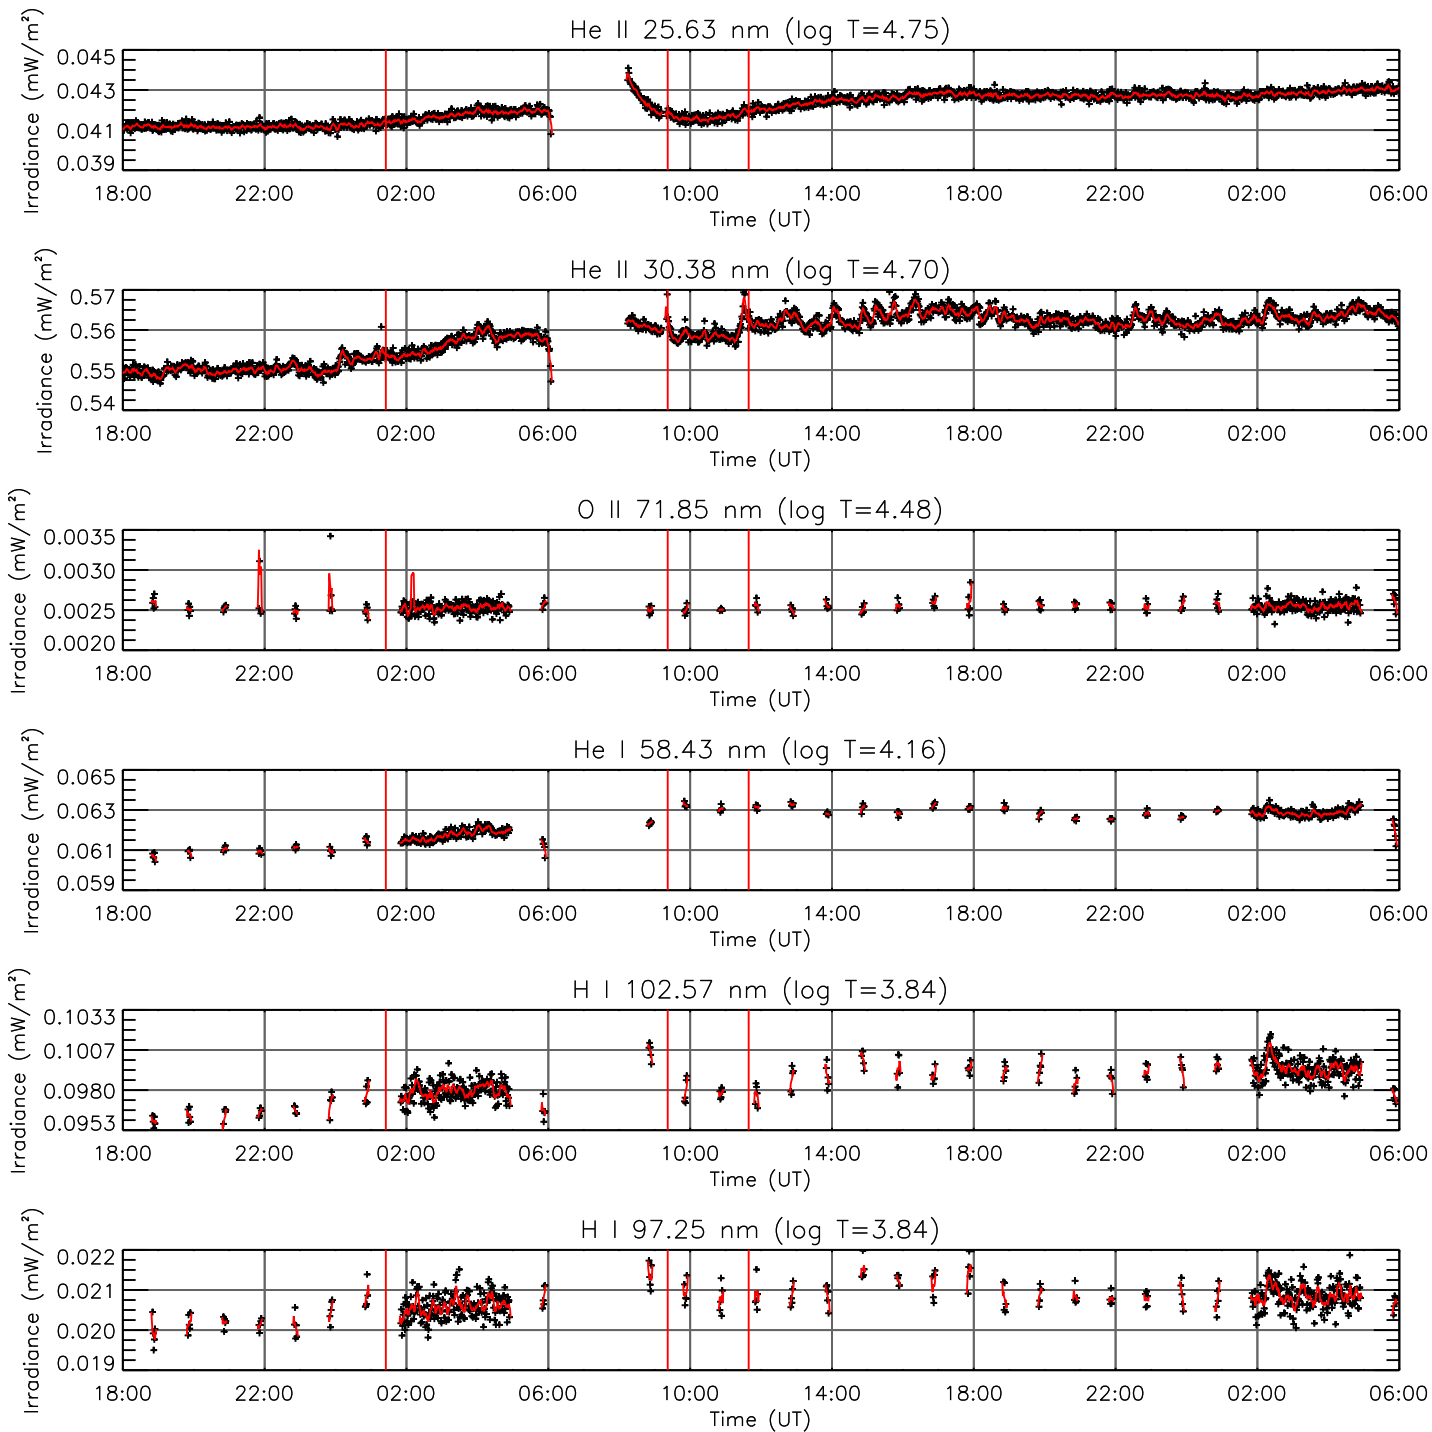 He II 25.63 nm (log T=4.75)
Irradiance (mW/m²)
0.045
0.043
0.041
0.039
18:00 22:00 02:00 06:00 10:00 14:00 18:00 22:00 02:00 06:00
Time (UT)
He II 30.38 nm (log T=4.70)
Irradiance (mW/m²)
0.57
0.56
0.55
0.54
18:00 22:00 02:00 06:00 10:00 14:00 18:00 22:00 02:00 06:00
Time (UT)
O II 71.85 nm (log T=4.48)
Irradiance (mW/m²)
0.0035
0.0030
0.0025
0.0020
18:00 22:00 02:00 06:00 10:00 14:00 18:00 22:00 02:00 06:00
Time (UT)
He I 58.43 nm (log T=4.16)
Irradiance (mW/m²)
0.065
0.063
0.061
0.059
18:00 22:00 02:00 06:00 10:00 14:00 18:00 22:00 02:00 06:00
Time (UT)
H I 102.57 nm (log T=3.84)
Irradiance (mW/m²)
0.1033
0.1007
0.0980
0.0953
18:00 22:00 02:00 06:00 10:00 14:00 18:00 22:00 02:00 06:00
Time (UT)
H I 97.25 nm (log T=3.84)
Irradiance (mW/m²)
0.022
0.021
0.020
0.019
18:00 22:00 02:00 06:00 10:00 14:00 18:00 22:00 02:00 06:00
Time (UT)